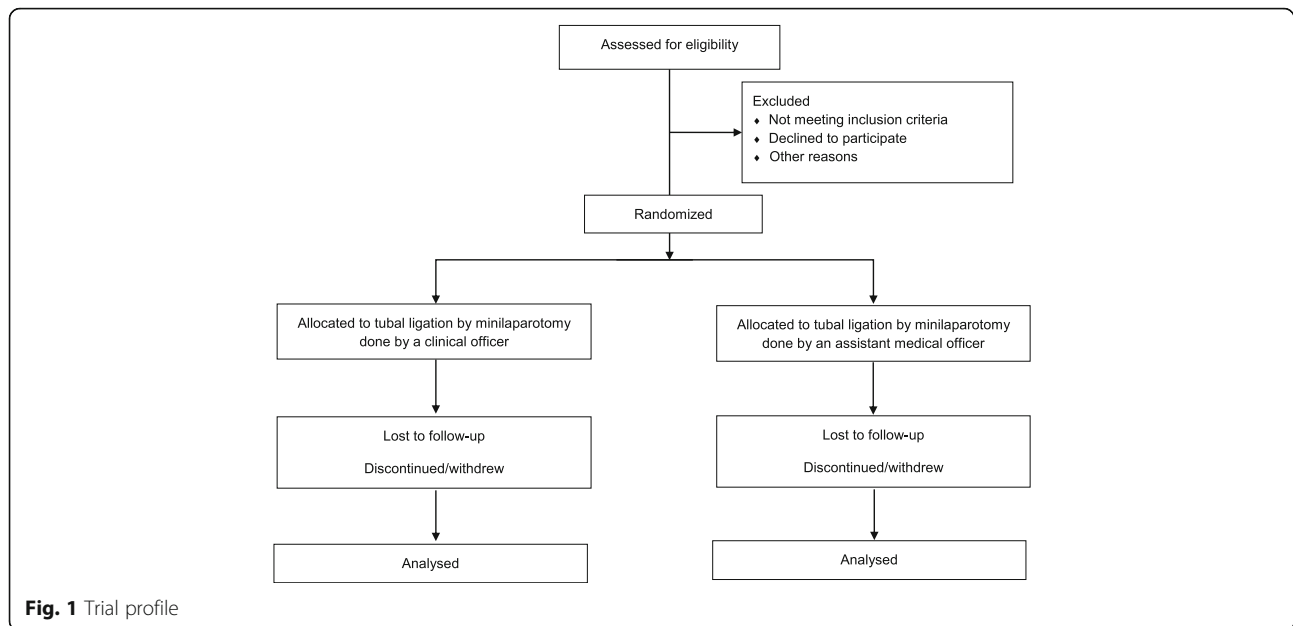 Assessed for eligibility
Excluded
♦ Not meeting inclusion criteria
♦ Declined to participate
♦ Other reasons
Randomized
Allocated to tubal ligation by minilaparotomy
done by a clinical officer
Allocated to tubal ligation by minilaparotomy
done by an assistant medical officer
Lost to follow-up
Discontinued/withdrew
Lost to follow-up
Discontinued/withdrew
Analysed
Analysed
Fig. 1 Trial profile